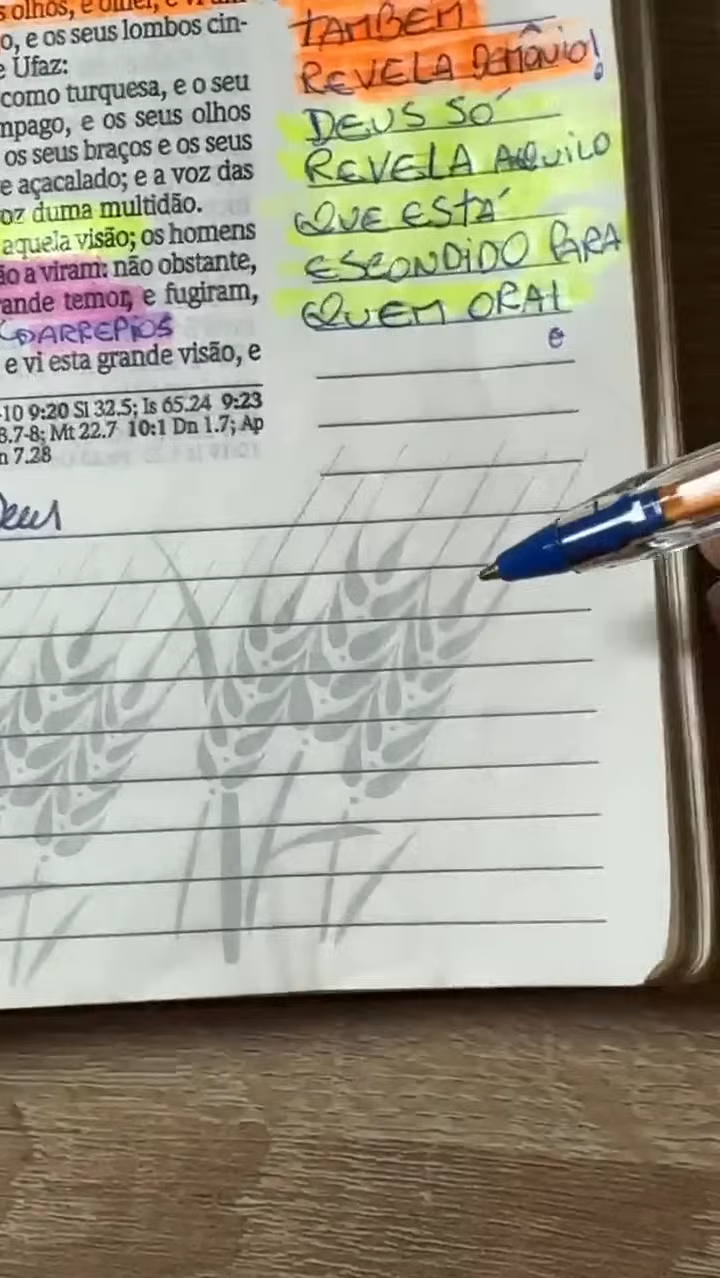 s olhos, e olhei, e vi um
o, e os seus lombos cin-
e Ufaz:
como turquesa, e o seu
mpago, e os seus olhos
os seus braços e os seus
e açacalado; e a voz das
oz duma multidão.
aquela visão; os homens
ão a viram: não obstante,
rande temor, e fugiram,
ARREPIOS
e vi esta grande visão, e
-10 9:20 Sl 32.5; Is 65.24 9:23
3.7-8; Mt 22.7 10:1 Dn 1.7; Ap
n 7.28
Deus
TAMBÉM
REVELA DEMÔNIO!
DEUS SÓ
REVELA AQUILO
QUE ESTÁ
ESCONDIDO PARA
QUEM ORA!
e